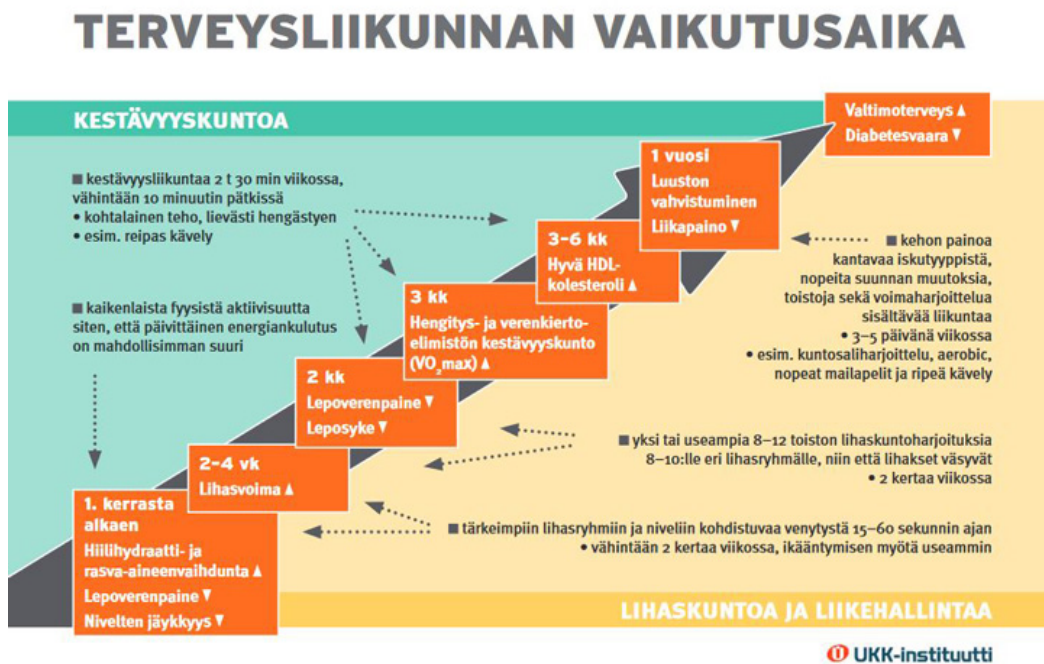 TERVEYSLIIKUNNAN VAIKUTUSAIKA
KESTÄVYYSKUNTOA
■ kestävyysliikuntaa 2 t 30 min viikossa,
vähintään 10 minuutin pätkissä
• kohtalainen teho, lievästi hengästyen
• esim. reipas kävely
■ kaikenlaista fyysistä aktiivisuutta
siten, että päivittäinen energiankulutus
on mahdollisimman suuri
Valtimoterveys ▲
Diabetesvaara ▼
1 vuosi
Luuston
vahvistuminen
Liikapaino ▼
3–6 kk
Hyvä HDL-
kolesteroli ▲
3 kk
Hengitys- ja verenkierto-
elimistön kestävyyskunto
(VO₂max) ▲
2 kk
Lepoverenpaine ▼
Leposyke ▼
2–4 vk
Lihasvoima ▲
1. kerrasta
alkaen
Hiilihydraatti- ja
rasva-aineenvaihdunta ▲
Lepoverenpaine ▼
Nivelten jäykkyys ▼
■ kehon painoa
kantavaa iskutyyppistä,
nopeita suunnan muutoksia,
toistoja sekä voimaharjoittelua
sisältävää liikuntaa
• 3–5 päivänä viikossa
• esim. kuntosaliharjoittelu, aerobic,
nopeat mailapelit ja ripeä kävely
■ yksi tai useampia 8–12 toiston lihaskuntoharjoituksia
8–10:lle eri lihasryhmälle, niin että lihakset väsyvät
• 2 kertaa viikossa
■ tärkeimpiin lihasryhmiin ja niveliin kohdistuvaa venytystä 15–60 sekunnin ajan
• vähintään 2 kertaa viikossa, ikääntymisen myötä useammin
LIHASKUNTOA JA LIIKEHALLINTAA
UKK-instituutti